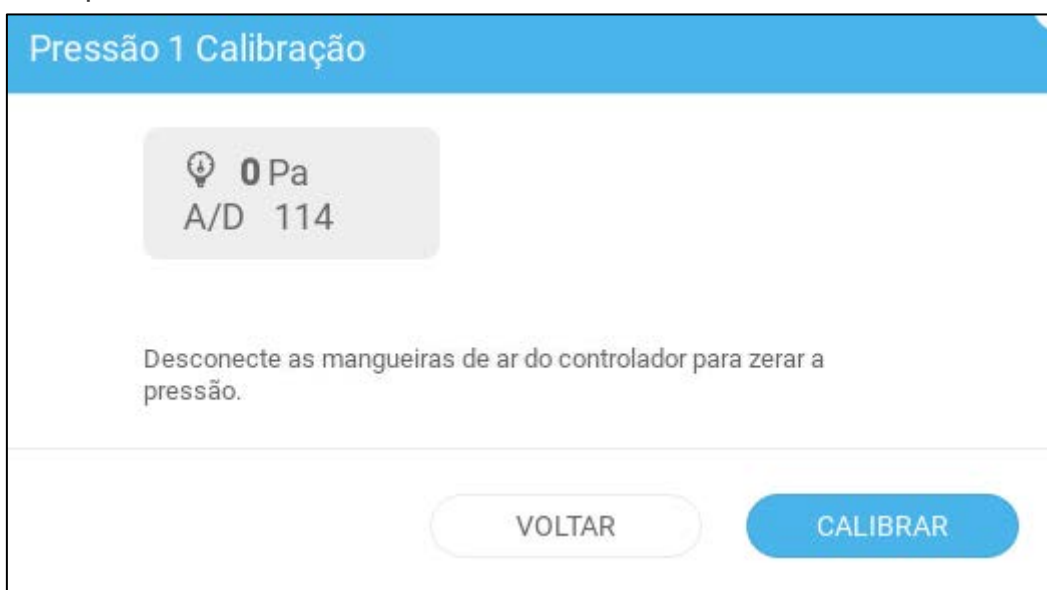 Pressão 1 Calibração
0 Pa
A/D 114
Desconecte as mangueiras de ar do controlador para zerar a
pressão.
VOLTAR
CALIBRAR